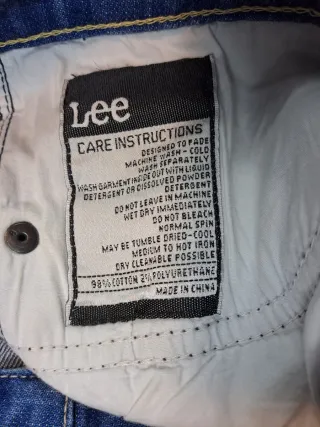 Lee
CARE INSTRUCTIONS
DESIGNED TO FADE
MACHINE WASH - COLD
WASH SEPARATELY
WASH GARMENT INSIDE OUT WITH LIQUID
DETERGENT OR DISSOLVED POWDER
DETERGENT
DO NOT LEAVE IN MACHINE
WET DRY IMMEDIATELY
DO NOT BLEACH
NORMAL SPIN
MAY BE TUMBLE DRIED-COOL
MEDIUM TO HOT IRON
DRY CLEANABLE POSSIBLE
98% COTTON 2% POLYURETHANE
MADE IN CHINA